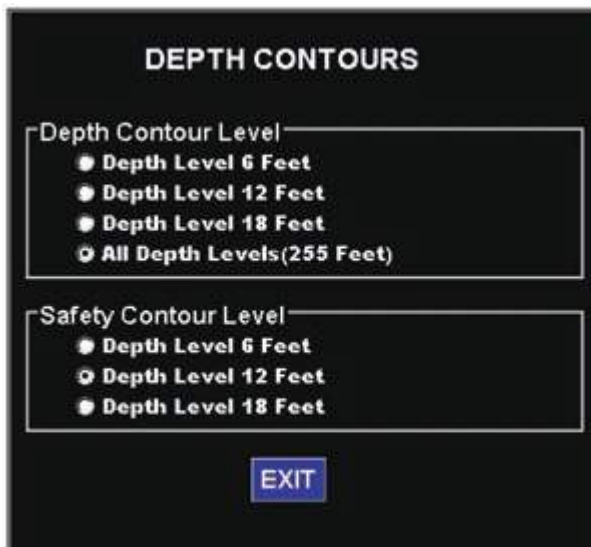 DEPTH CONTOURS
Depth Contour Level
Depth Level 6 Feet
Depth Level 12 Feet
Depth Level 18 Feet
All Depth Levels(255 Feet)
Safety Contour Level
Depth Level 6 Feet
Depth Level 12 Feet
Depth Level 18 Feet
EXIT